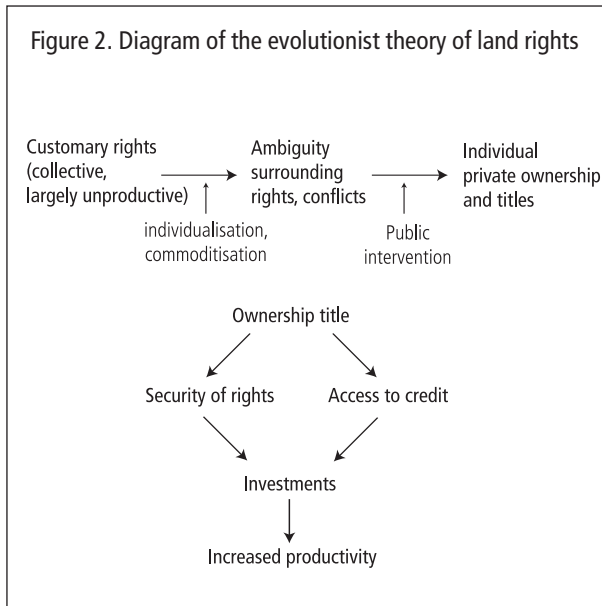 Figure 2. Diagram of the evolutionist theory of land rights
Customary rights
(collective,
largely unproductive)
Ambiguity
surrounding
rights, conflicts
Individual
private ownership
and titles
individualisation,
commoditisation
Public
intervention
Ownership title
Security of rights
Access to credit
Investments
Increased productivity